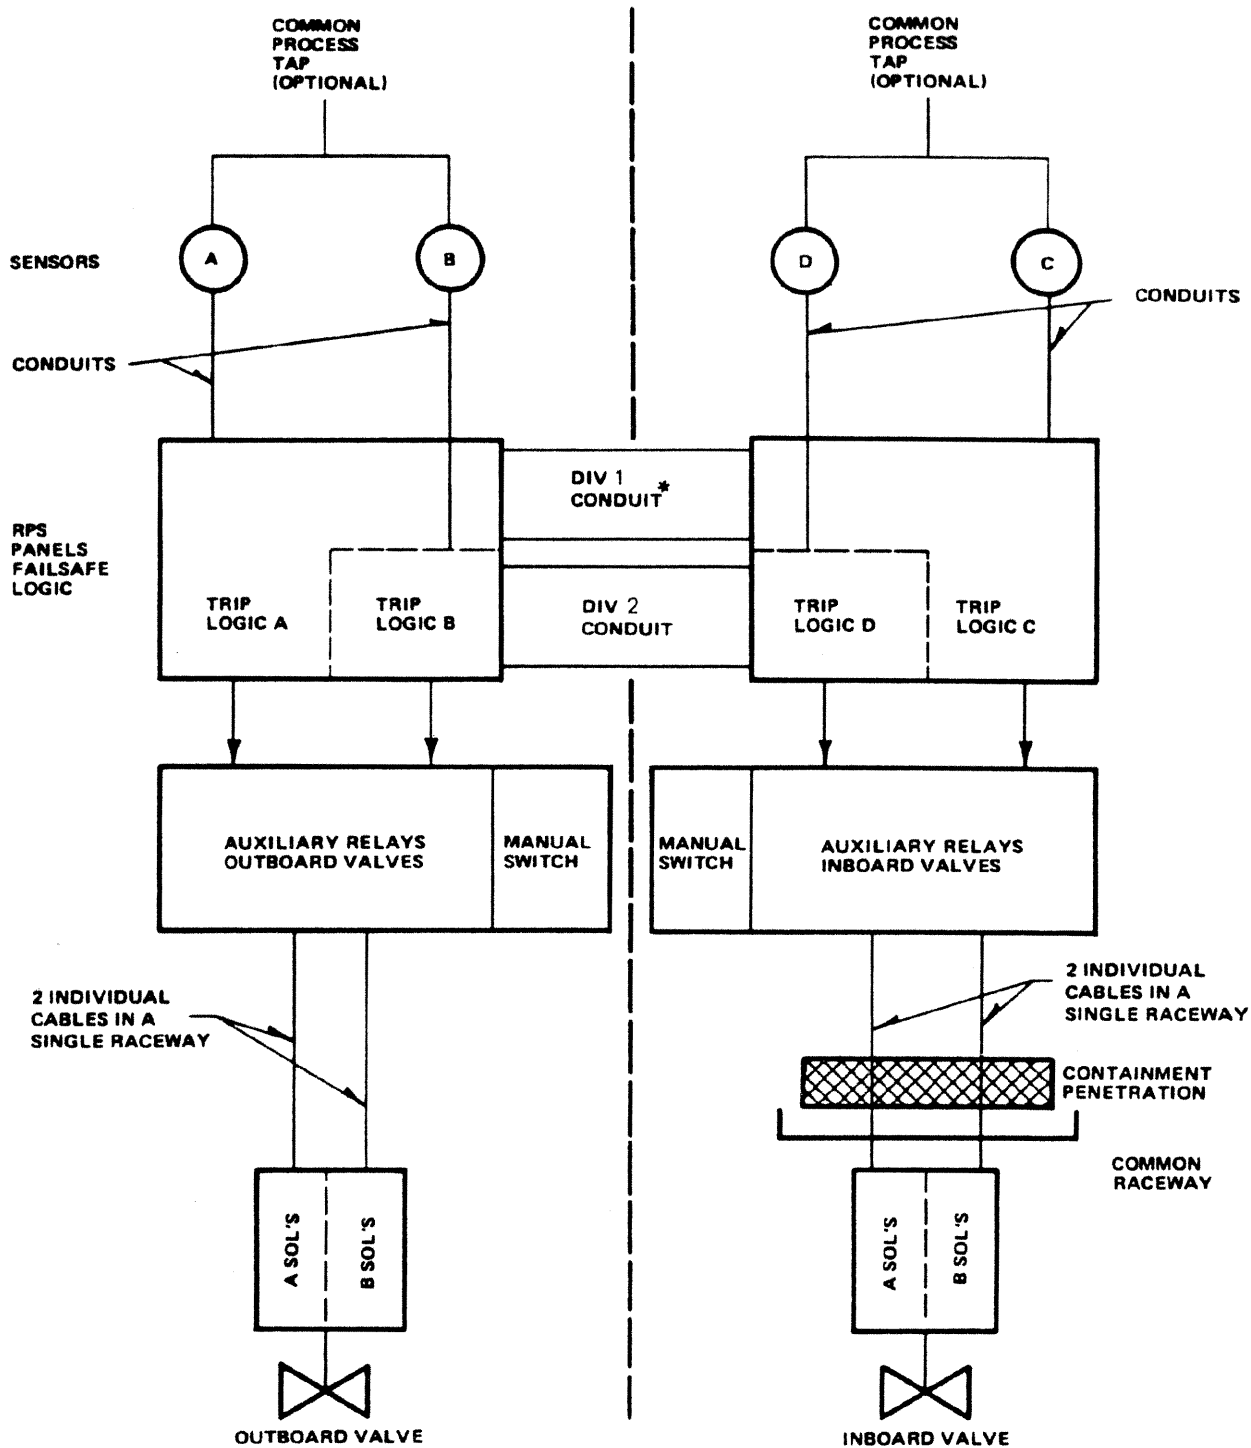 COMMON
PROCESS
TAP
(OPTIONAL)
COMMON
PROCESS
TAP
(OPTIONAL)
SENSORS
A
B
D
C
CONDUITS
CONDUITS
RPS
PANELS
FAILSAFE
LOGIC
DIV 1
CONDUIT*
DIV 2
CONDUIT
TRIP
LOGIC A
TRIP
LOGIC B
TRIP
LOGIC D
TRIP
LOGIC C
AUXILIARY RELAYS
OUTBOARD VALVES
MANUAL
SWITCH
MANUAL
SWITCH
AUXILIARY RELAYS
INBOARD VALVES
2 INDIVIDUAL
CABLES IN A
SINGLE RACEWAY
2 INDIVIDUAL
CABLES IN A
SINGLE RACEWAY
CONTAINMENT
PENETRATION
COMMON
RACEWAY
A SOL'S
B SOL'S
A SOL'S
B SOL'S
OUTBOARD VALVE
INBOARD VALVE